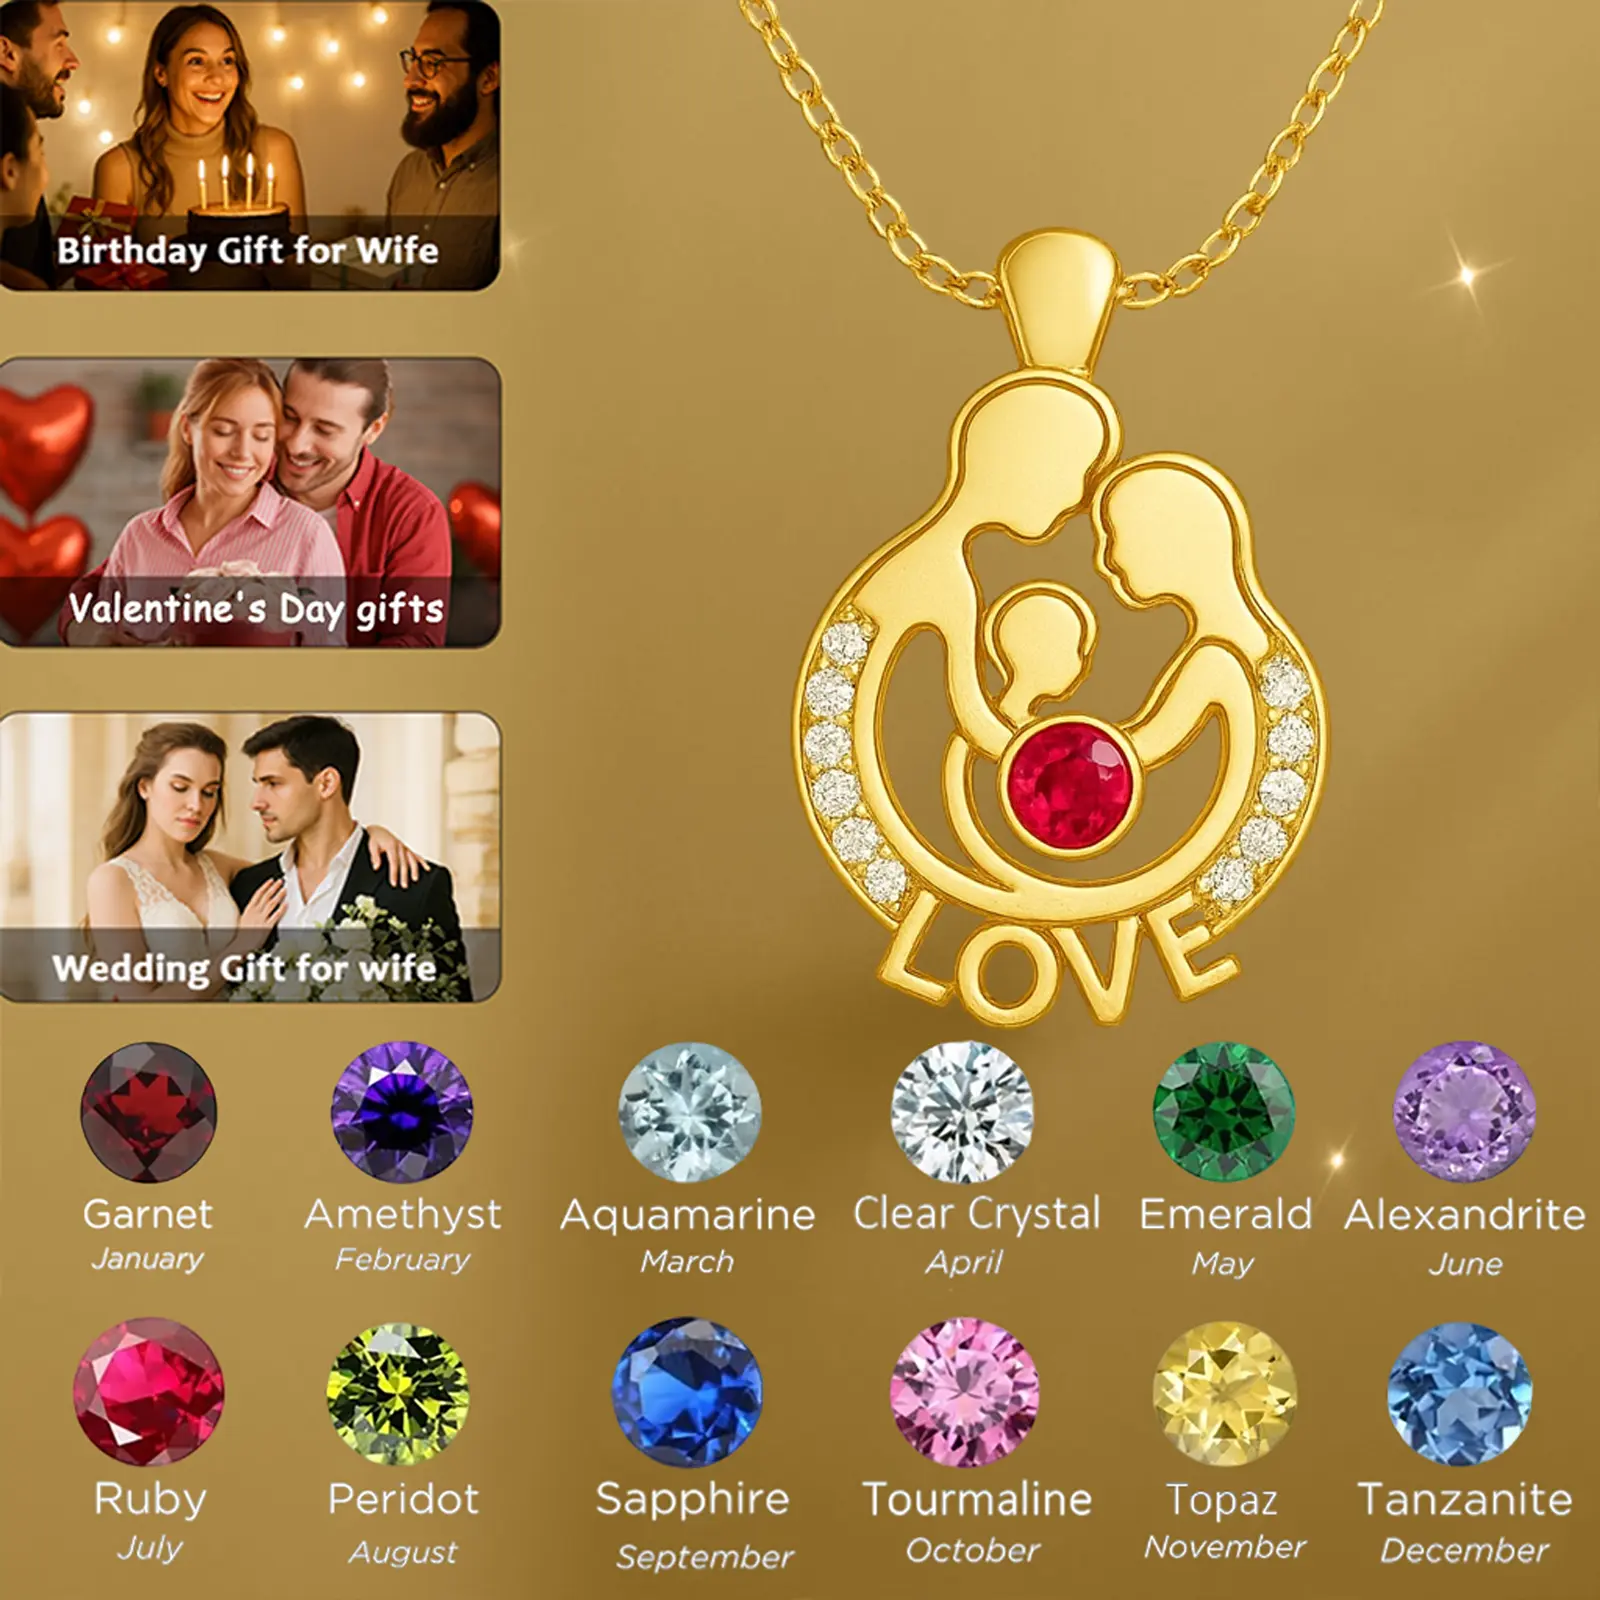 Birthday Gift for Wife
Valentine's Day gifts
Wedding Gift for wife
LOVE
Garnet
January
Amethyst
February
Aquamarine
March
Clear Crystal
April
Emerald
May
Alexandrite
June
Ruby
July
Peridot
August
Sapphire
September
Tourmaline
October
Topaz
November
Tanzanite
December